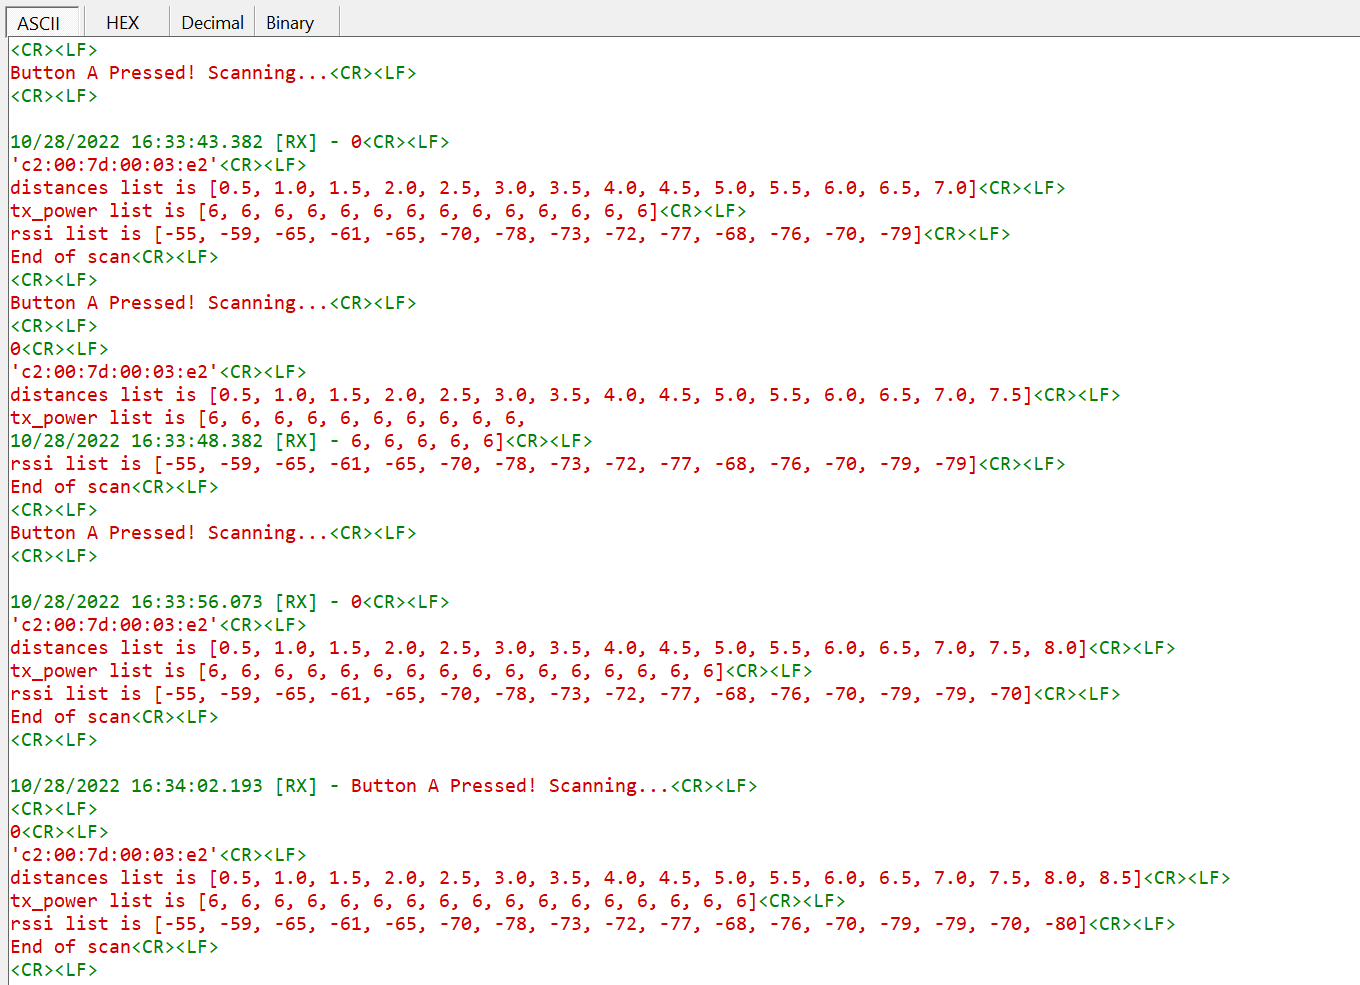 ASCII HEX Decimal Binary
<CR><LF>
Button A Pressed! Scanning...<CR><LF>
<CR><LF>
10/28/2022 16:33:43.382 [RX] - 0<CR><LF>
'c2:00:7d:00:03:e2'<CR><LF>
distances list is [0.5, 1.0, 1.5, 2.0, 2.5, 3.0, 3.5, 4.0, 4.5, 5.0, 5.5, 6.0, 6.5, 7.0]<CR><LF>
tx_power list is [6, 6, 6, 6, 6, 6, 6, 6, 6, 6, 6, 6, 6, 6]<CR><LF>
rssi list is [-55, -59, -65, -61, -65, -70, -78, -73, -72, -77, -68, -76, -70, -79]<CR><LF>
End of scan<CR><LF>
<CR><LF>
Button A Pressed! Scanning...<CR><LF>
<CR><LF>
0<CR><LF>
'c2:00:7d:00:03:e2'<CR><LF>
distances list is [0.5, 1.0, 1.5, 2.0, 2.5, 3.0, 3.5, 4.0, 4.5, 5.0, 5.5, 6.0, 6.5, 7.0, 7.5]<CR><LF>
tx_power list is [6, 6, 6, 6, 6, 6, 6, 6, 6, 6,
10/28/2022 16:33:48.382 [RX] - 6, 6, 6, 6, 6]<CR><LF>
rssi list is [-55, -59, -65, -61, -65, -70, -78, -73, -72, -77, -68, -76, -70, -79, -79]<CR><LF>
End of scan<CR><LF>
<CR><LF>
Button A Pressed! Scanning...<CR><LF>
<CR><LF>
10/28/2022 16:33:56.073 [RX] - 0<CR><LF>
'c2:00:7d:00:03:e2'<CR><LF>
distances list is [0.5, 1.0, 1.5, 2.0, 2.5, 3.0, 3.5, 4.0, 4.5, 5.0, 5.5, 6.0, 6.5, 7.0, 7.5, 8.0]<CR><LF>
tx_power list is [6, 6, 6, 6, 6, 6, 6, 6, 6, 6, 6, 6, 6, 6, 6, 6]<CR><LF>
rssi list is [-55, -59, -65, -61, -65, -70, -78, -73, -72, -77, -68, -76, -70, -79, -79, -70]<CR><LF>
End of scan<CR><LF>
<CR><LF>
10/28/2022 16:34:02.193 [RX] - Button A Pressed! Scanning...<CR><LF>
<CR><LF>
0<CR><LF>
'c2:00:7d:00:03:e2'<CR><LF>
distances list is [0.5, 1.0, 1.5, 2.0, 2.5, 3.0, 3.5, 4.0, 4.5, 5.0, 5.5, 6.0, 6.5, 7.0, 7.5, 8.0, 8.5]<CR><LF>
tx_power list is [6, 6, 6, 6, 6, 6, 6, 6, 6, 6, 6, 6, 6, 6, 6, 6, 6]<CR><LF>
rssi list is [-55, -59, -65, -61, -65, -70, -78, -73, -72, -77, -68, -76, -70, -79, -79, -70, -80]<CR><LF>
End of scan<CR><LF>
<CR><LF>